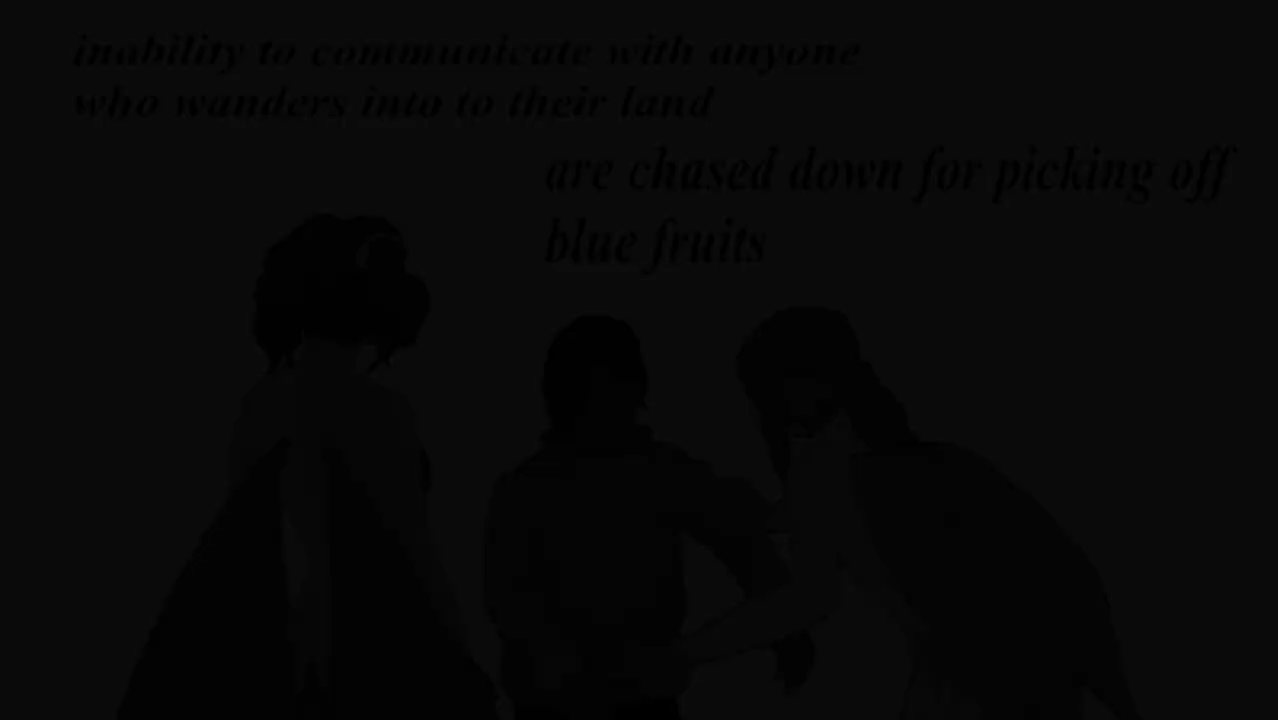 inability to communicate with anyone
who wanders into to their land
are chased down for picking off
blue fruits